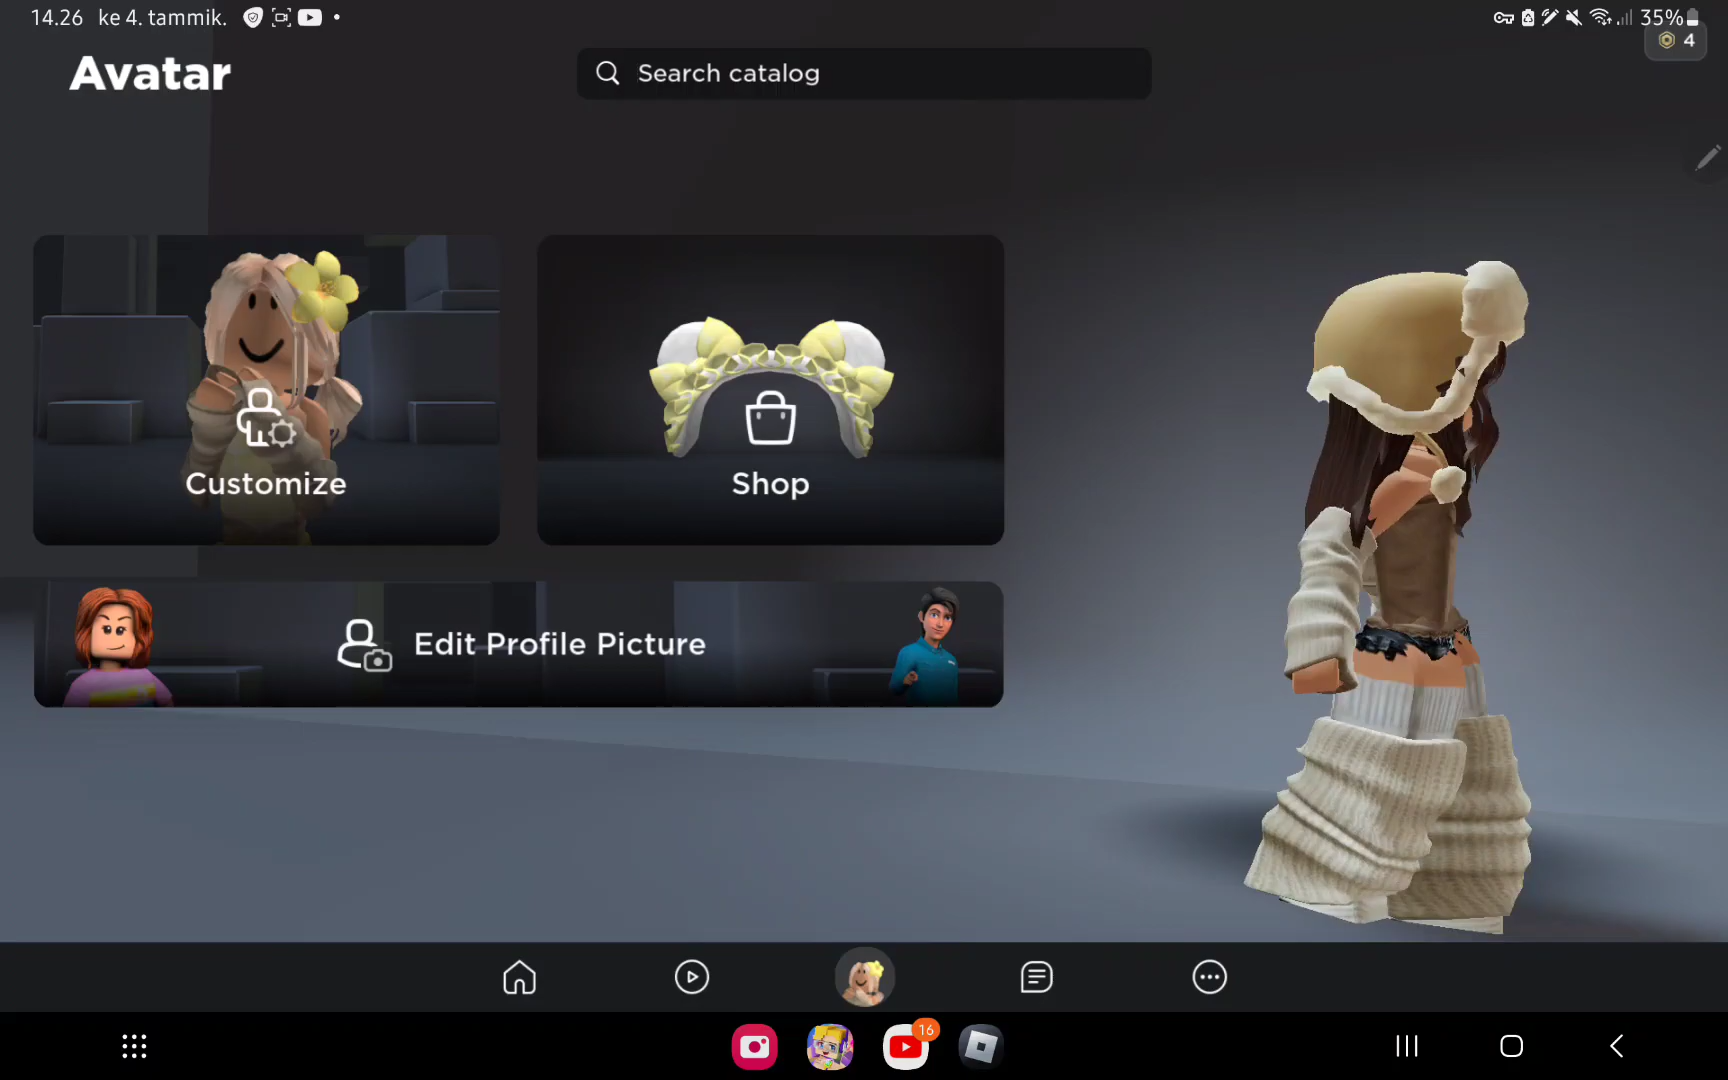 14.26 ke 4. tammik.
35%
4
Avatar
Search catalog
Customize
Shop
Edit Profile Picture
16